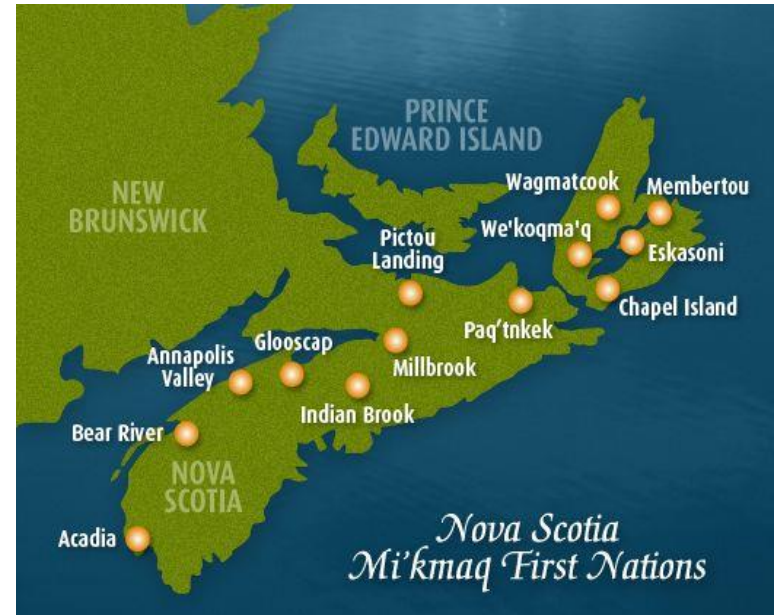 PRINCE
EDWARD ISLAND
NEW
BRUNSWICK
Wagmatcook
Membertou
We'koqma'q
Eskasoni
Pictou
Landing
Chapel Island
Paq’tnkek
Glooscap
Millbrook
Annapolis
Valley
Indian Brook
Bear River
NOVA
SCOTIA
Acadia
Nova Scotia
Mi’kmaq First Nations